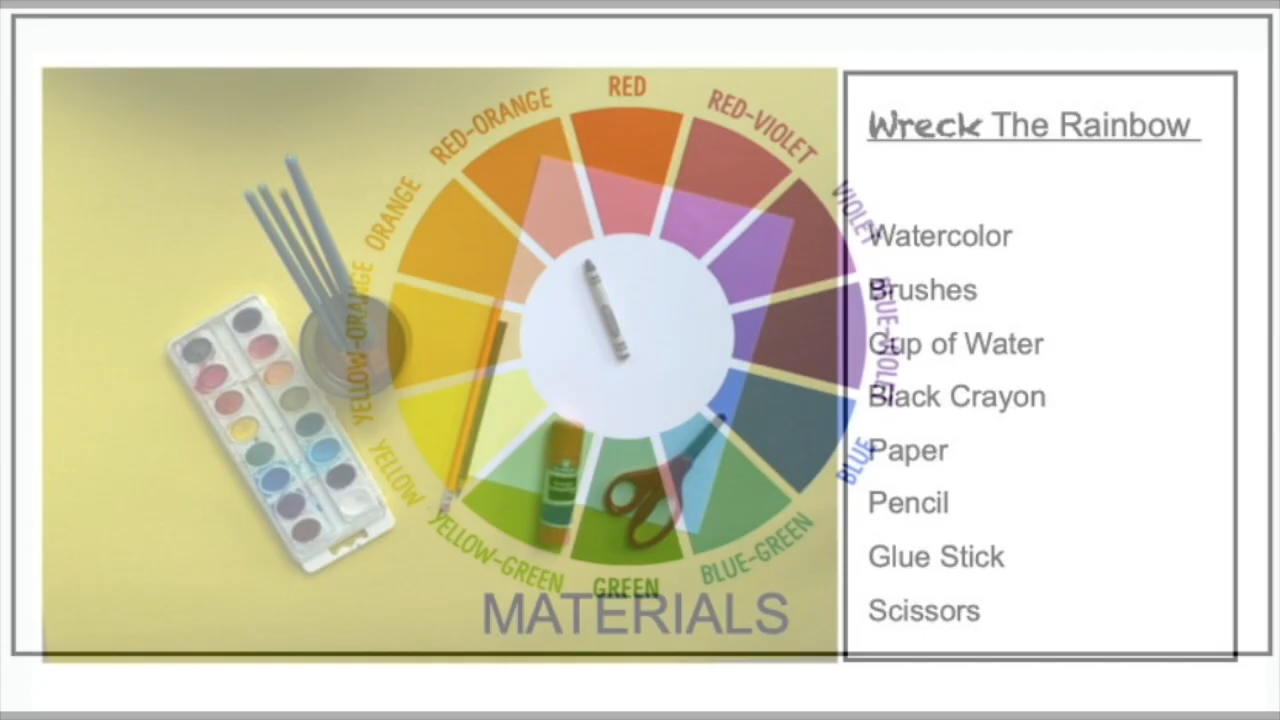 RED
RED-ORANGE
RED-VIOLET
ORANGE
VIOLET
YELLOW-ORANGE
BLUE-VIOLET
YELLOW
BLUE
YELLOW-GREEN
BLUE-GREEN
GREEN
MATERIALS
Wreck The Rainbow
Watercolor
Brushes
Cup of Water
Black Crayon
Paper
Pencil
Glue Stick
Scissors